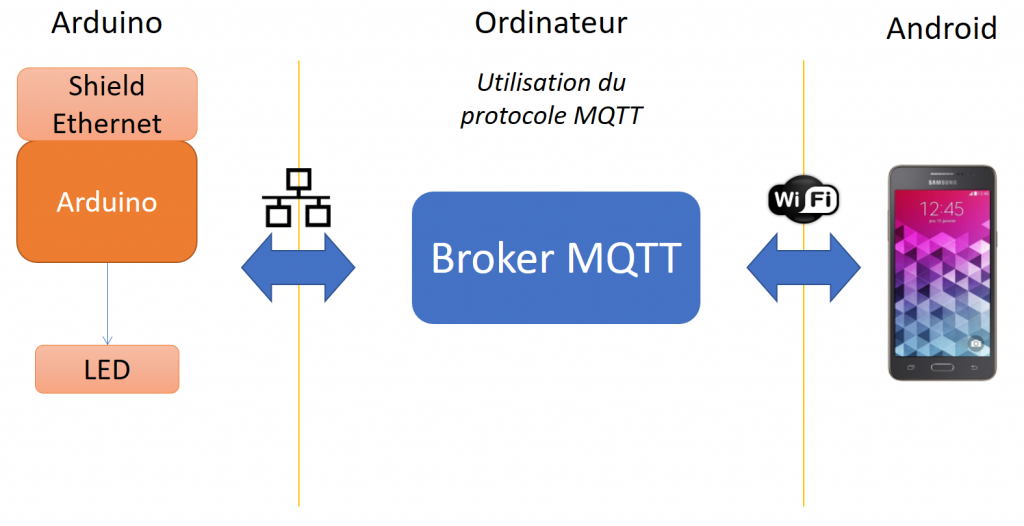 Arduino
Ordinateur
Android
Shield
Ethernet
Utilisation du
protocole MQTT
Arduino
Wi Fi
Broker MQTT
SAMSUNG
12:45
LED